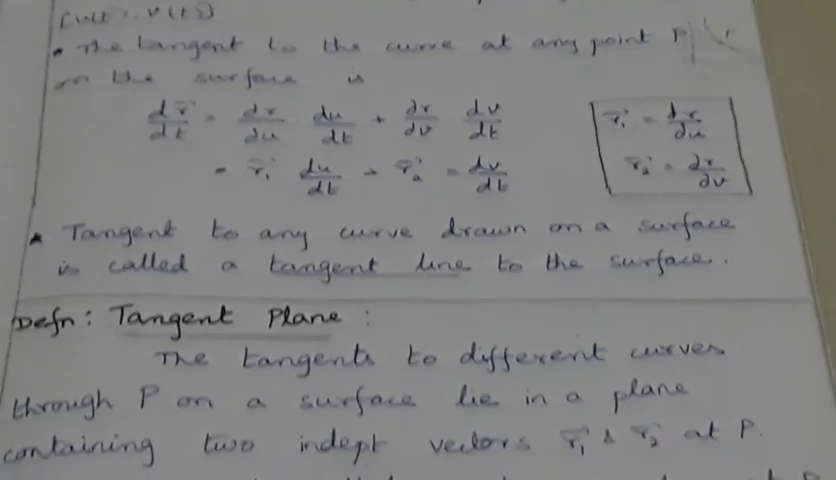 [u(t), v(t)]
• The tangent to the curve at any point P
on the surface is
dr̄/dt = ∂r/∂u du/dt + ∂r/∂v dv/dt
= r̄₁ du/dt + r̄₂ = dv/dt
r̄₁ = ∂r/∂u
r̄₂ = ∂r/∂v
* Tangent to any curve drawn on a surface
is called a tangent line to the surface.
Defn: Tangent Plane:
The tangents to different curves
through P on a surface lie in a plane
containing two indept vectors r̄₁ & r̄₂ at P.